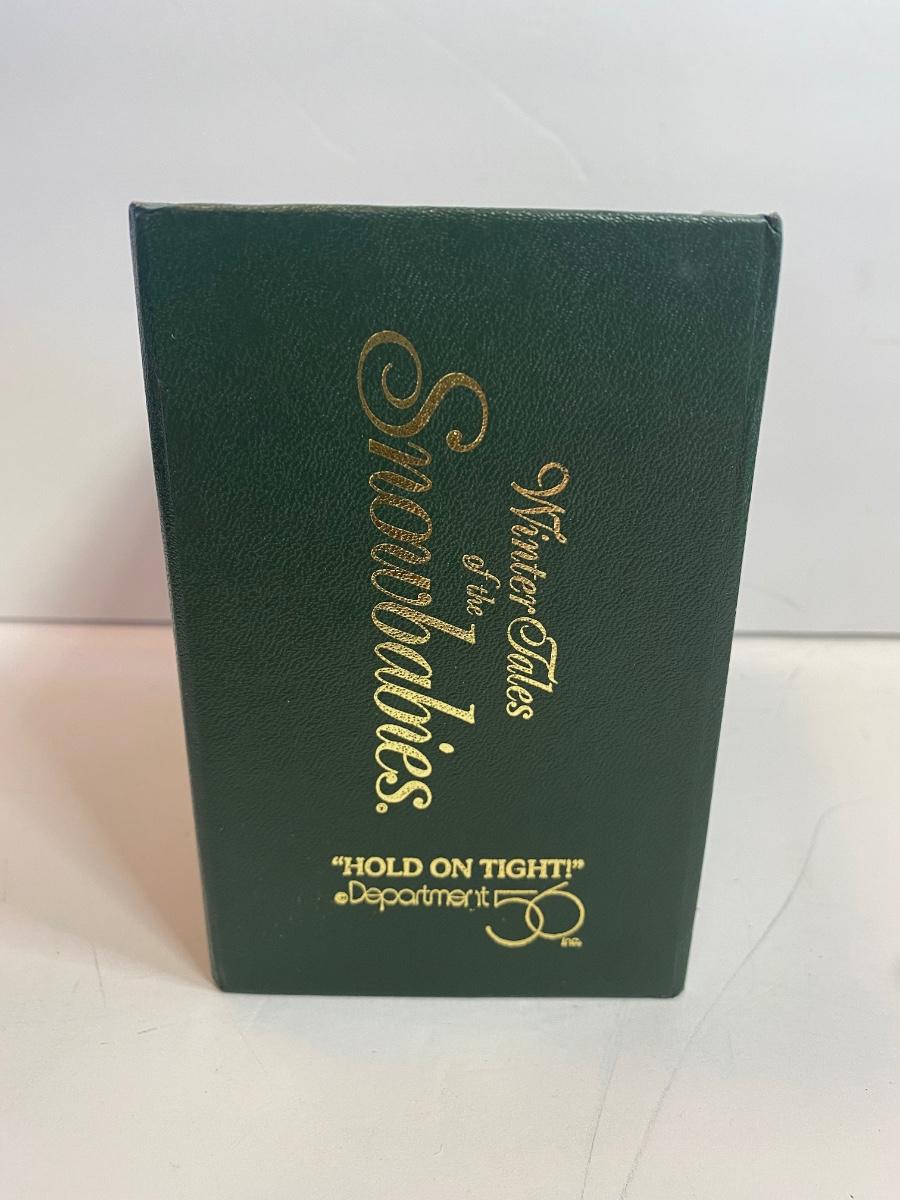 Winter Tales
of the
Snowbabies®
"HOLD ON TIGHT!"
©Department 56 Inc.